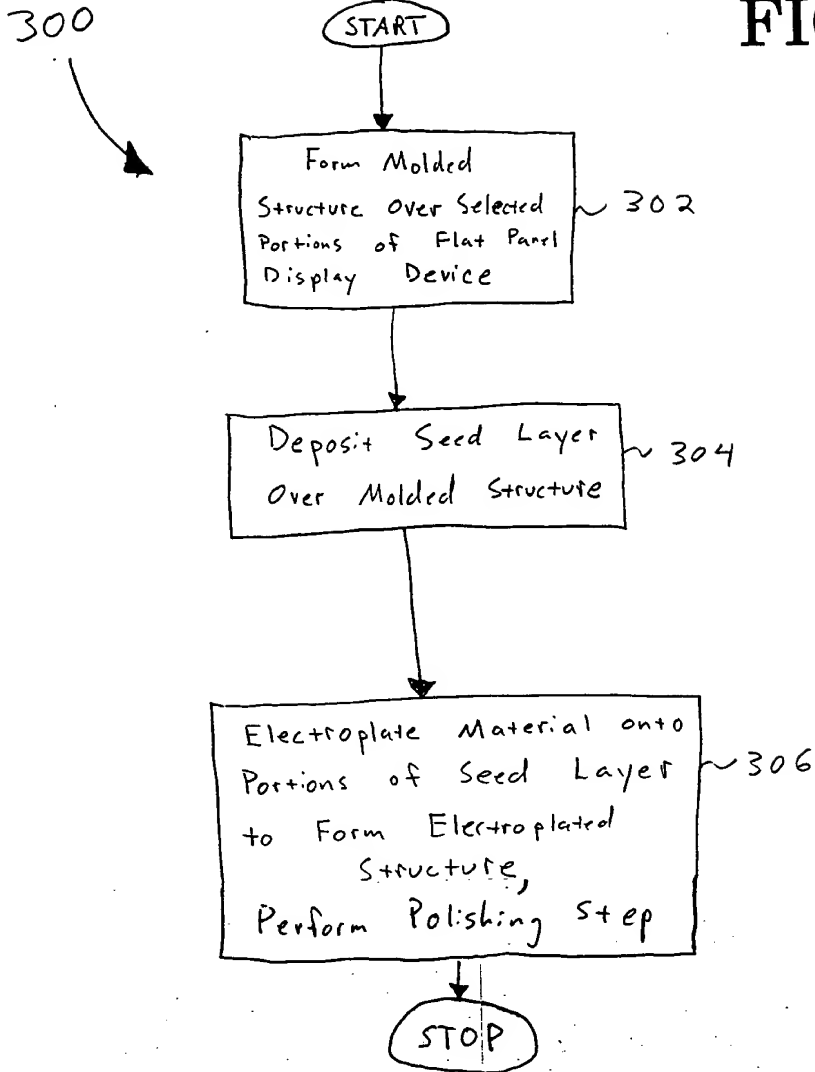 300
START
FI
Form Molded
Structure Over Selected
Portions of Flat Panel
Display Device
302
Deposit Seed Layer
Over Molded Structure
304
Electroplate Material onto
Portions of Seed Layer
to Form Electroplated
Structure,
Perform Polishing Step
306
STOP